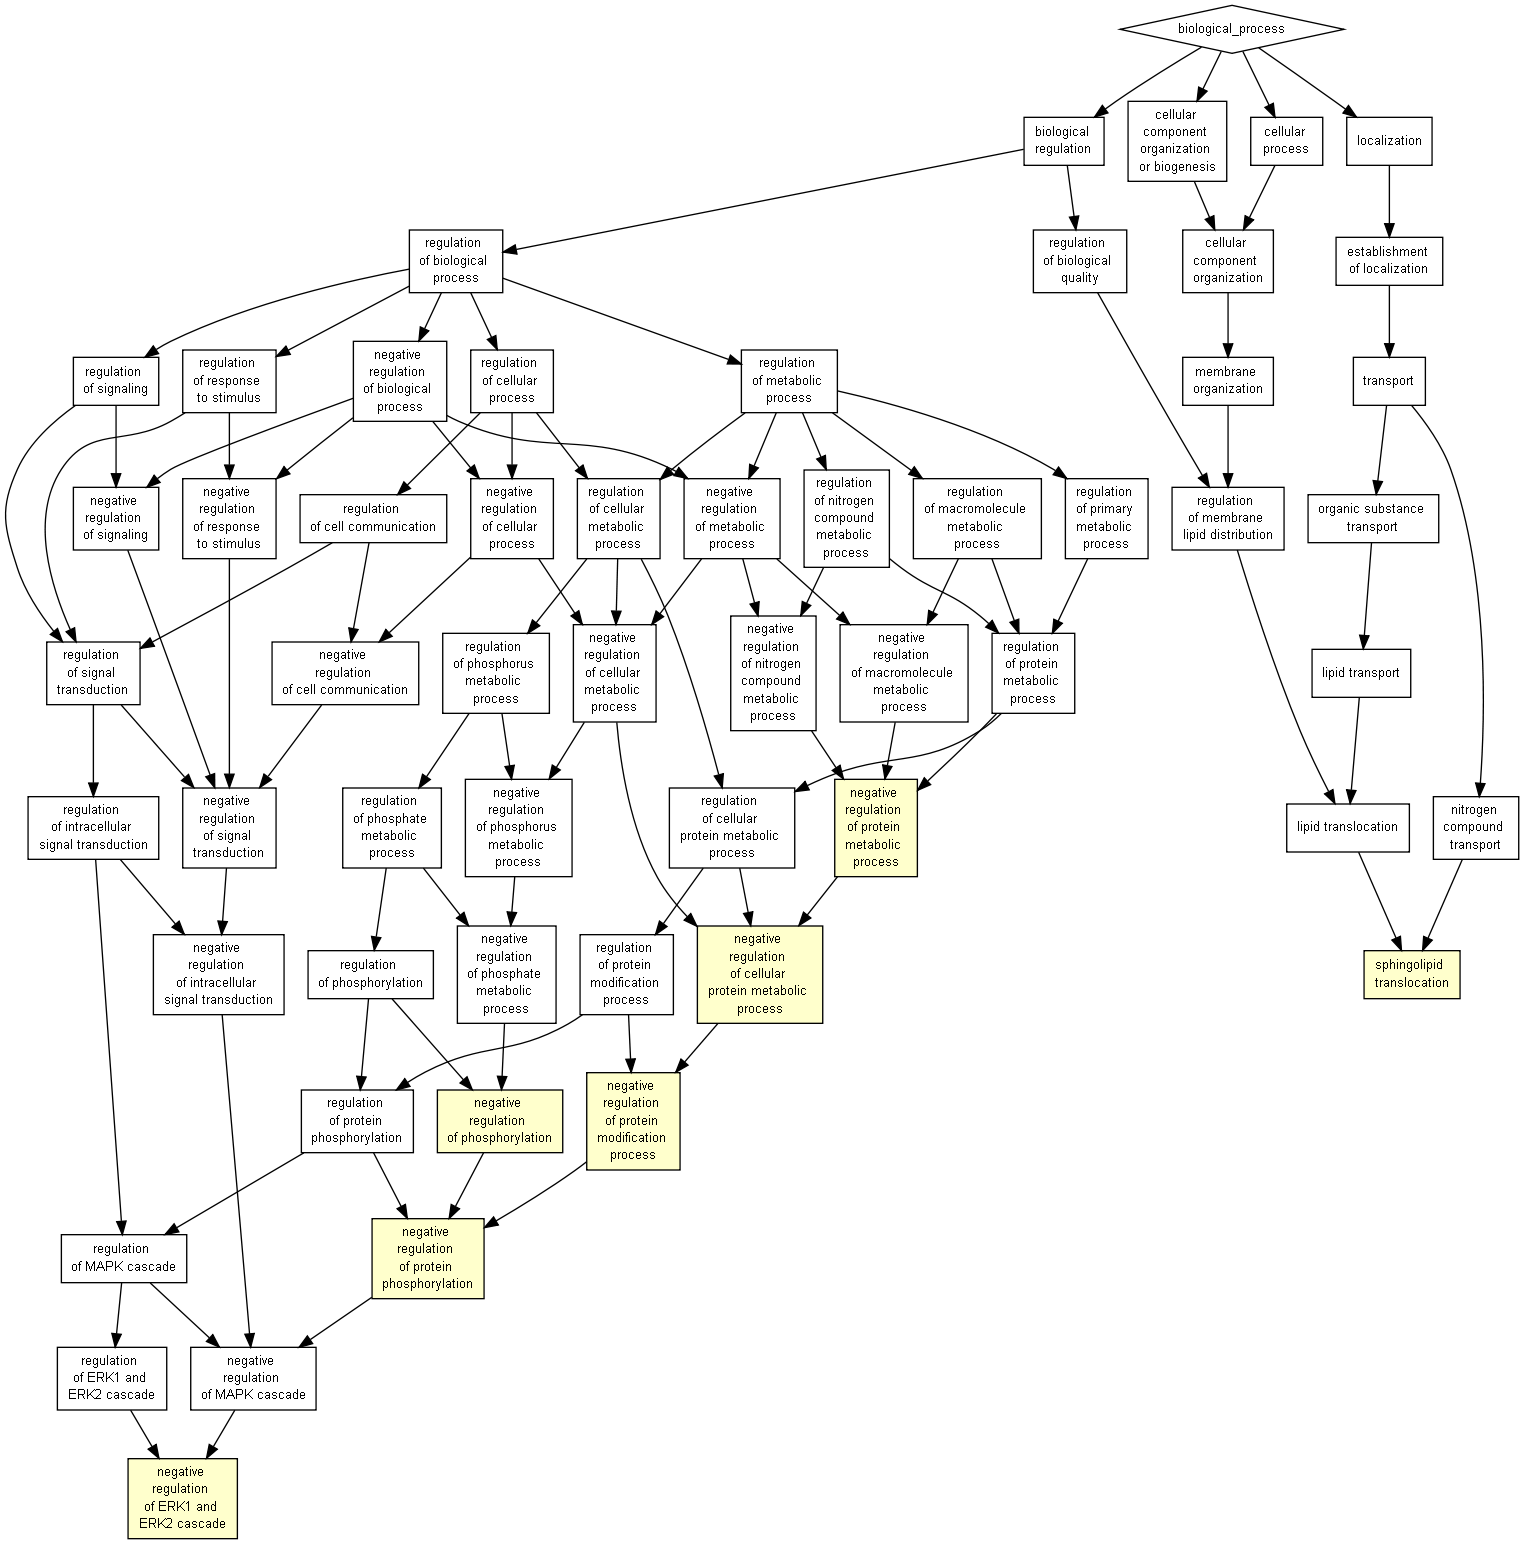 biological_process
biological
regulation
cellular
component
organization
or biogenesis
cellular
process
localization
regulation
of biological
process
regulation
of biological
quality
cellular
component
organization
establishment
of localization
regulation
of signaling
regulation
of response
to stimulus
negative
regulation
of biological
process
regulation
of cellular
process
regulation
of metabolic
process
membrane
organization
transport
negative
regulation
of signaling
negative
regulation
of response
to stimulus
regulation
of cell communication
negative
regulation
of cellular
process
regulation
of cellular
metabolic
process
negative
regulation
of metabolic
process
regulation
of nitrogen
compound
metabolic
process
regulation
of macromolecule
metabolic
process
regulation
of primary
metabolic
process
regulation
of membrane
lipid distribution
organic substance
transport
regulation
of signal
transduction
negative
regulation
of cell communication
regulation
of phosphorus
metabolic
process
negative
regulation
of cellular
metabolic
process
negative
regulation
of nitrogen
compound
metabolic
process
negative
regulation
of macromolecule
metabolic
process
regulation
of protein
metabolic
process
lipid transport
regulation
of intracellular
signal transduction
negative
regulation
of signal
transduction
regulation
of phosphate
metabolic
process
negative
regulation
of phosphorus
metabolic
process
regulation
of cellular
protein metabolic
process
negative
regulation
of protein
metabolic
process
lipid translocation
nitrogen
compound
transport
negative
regulation
of intracellular
signal transduction
regulation
of phosphorylation
negative
regulation
of phosphate
metabolic
process
regulation
of protein
modification
process
negative
regulation
of cellular
protein metabolic
process
sphingolipid
translocation
regulation
of protein
phosphorylation
negative
regulation
of phosphorylation
negative
regulation
of protein
modification
process
regulation
of MAPK cascade
negative
regulation
of protein
phosphorylation
regulation
of ERK1 and
ERK2 cascade
negative
regulation
of MAPK cascade
negative
regulation
of ERK1 and
ERK2 cascade